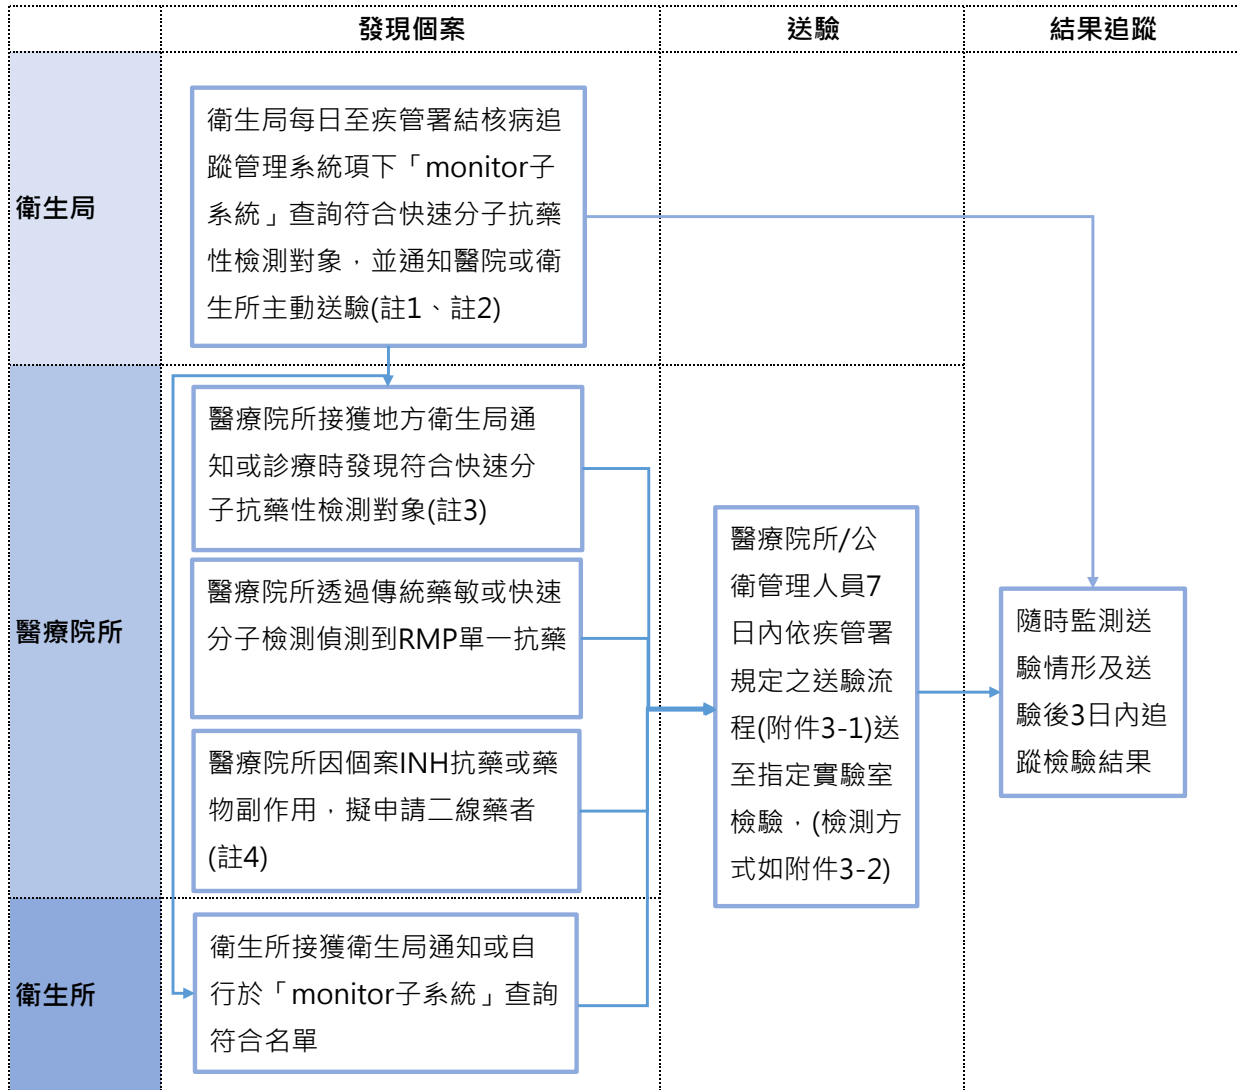 發現個案
送驗
結果追蹤
衛生局
衛生局每日至疾管署結核病追
蹤管理系統項下「monitor子
系統」查詢符合快速分子抗藥
性檢測對象，並通知醫院或衛
生所主動送驗(註1、註2)
醫療院所
醫療院所接獲地方衛生局通
知或診療時發現符合快速分
子抗藥性檢測對象(註3)
醫療院所透過傳統藥敏或快速
分子檢測偵測到RMP單一抗藥
醫療院所因個案INH抗藥或藥
物副作用，擬申請二線藥者
(註4)
醫療院所/公
衛管理人員7
日內依疾管署
規定之送驗流
程(附件3-1)送
至指定實驗室
檢驗，(檢測方
式如附件3-2)
隨時監測送
驗情形及送
驗後3日內追
蹤檢驗結果
衛生所
衛生所接獲衛生局通知或自
行於「monitor子系統」查詢
符合名單